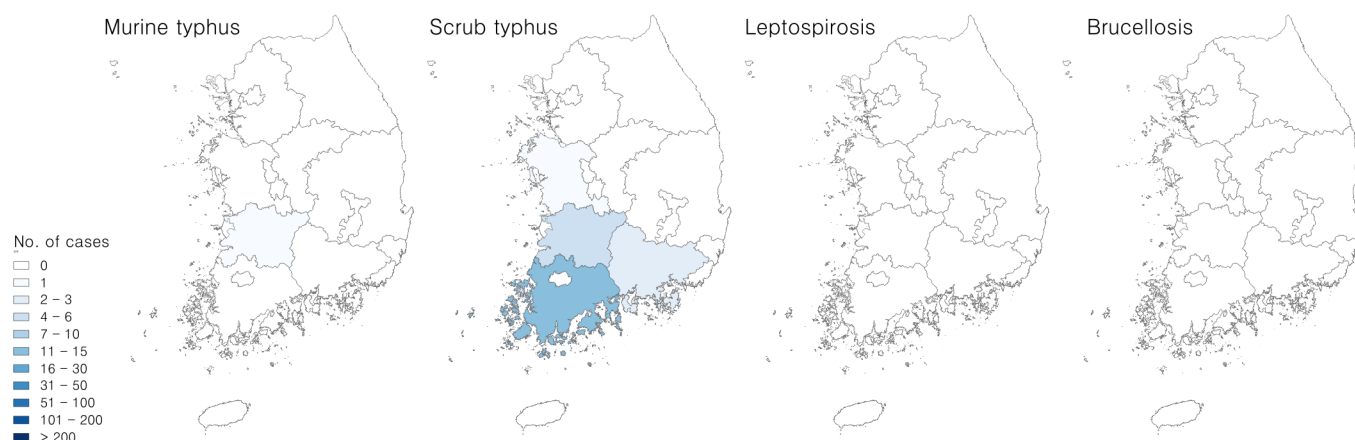 Murine typhus
Scrub typhus
Leptospirosis
Brucellosis
No. of cases
0
1
2 – 3
4 – 6
7 – 10
11 – 15
16 – 30
31 – 50
51 – 100
101 – 200
> 200